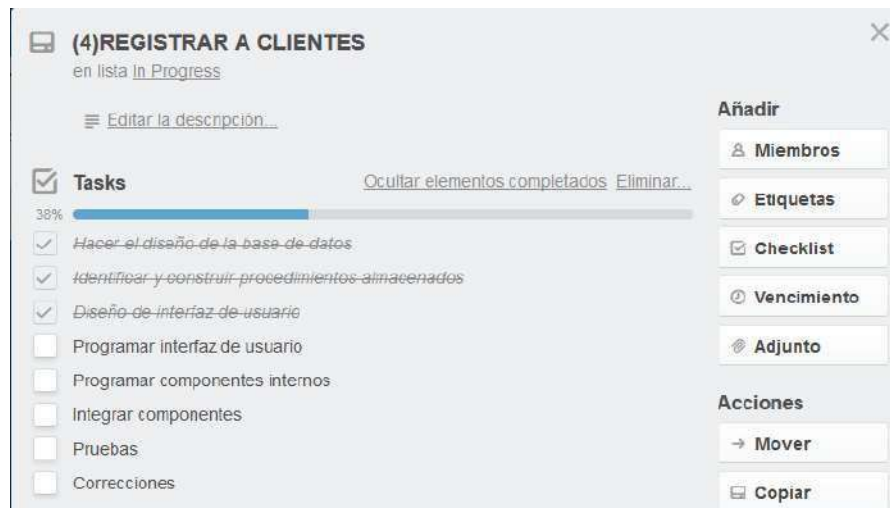 (4)REGISTRAR A CLIENTES
en lista In Progress
Editar la descripción...
Tasks
Ocultar elementos completados Eliminar...
38%
Hacer el diseño de la base de datos
Identificar y construir procedimientos almacenados
Diseño de interfaz de usuario
Programar interfaz de usuario
Programar componentes internos
Integrar componentes
Pruebas
Correcciones
Añadir
Miembros
Etiquetas
Checklist
Vencimiento
Adjunto
Acciones
Mover
Copiar